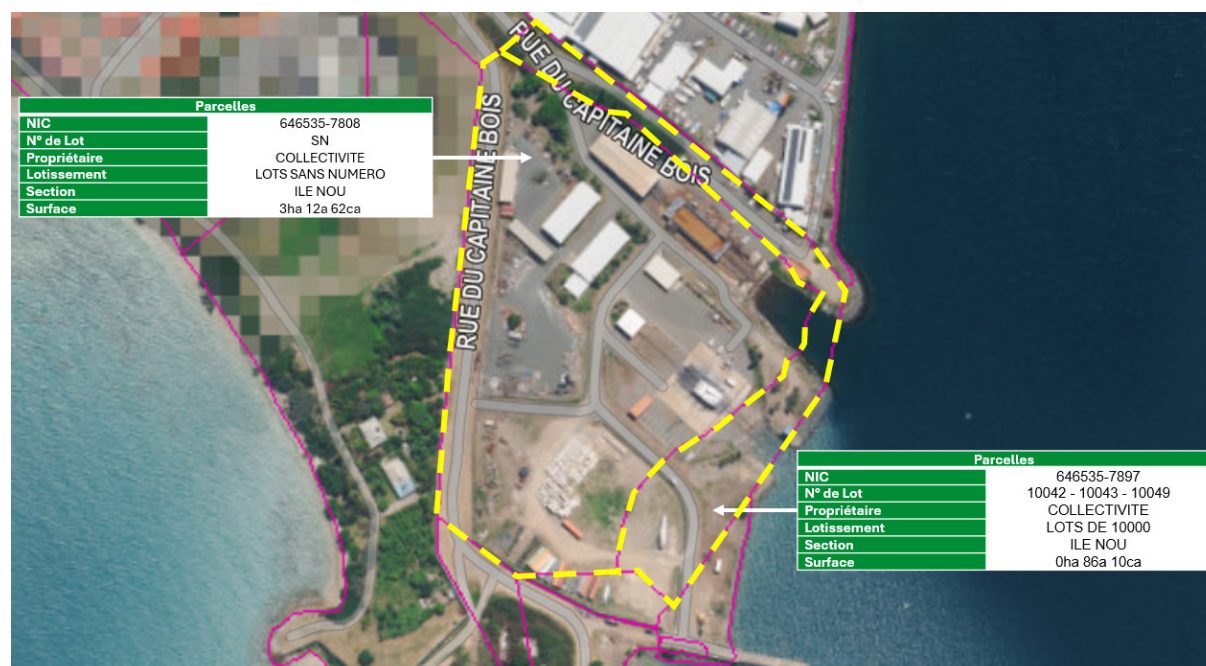 RUE DU CAPITAINE BOIS
Parcelles
NIC 646535-7808
N° de Lot SN
Propriétaire COLLECTIVITE
Lotissement LOTS SANS NUMERO
Section ILE NOU
Surface 3ha 12a 62ca
RUE DU CAPITAINE BOIS
Parcelles
NIC 646535-7897
N° de Lot 10042 - 10043 - 10049
Propriétaire COLLECTIVITE
Lotissement LOTS DE 10000
Section ILE NOU
Surface 0ha 86a 10ca